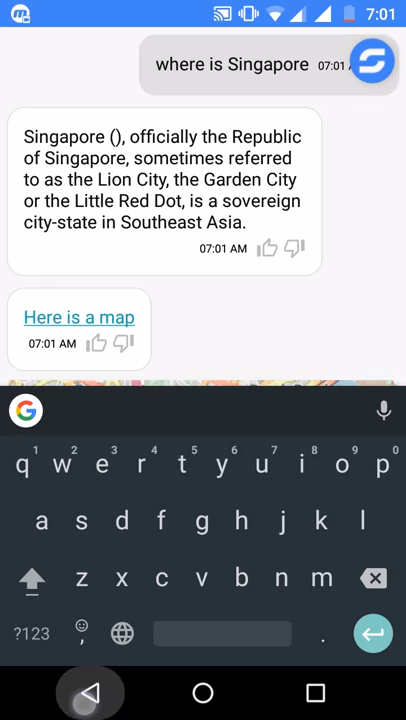 7:01
where is Singapore 07:01
Singapore (), officially the Republic
of Singapore, sometimes referred
to as the Lion City, the Garden City
or the Little Red Dot, is a sovereign
city-state in Southeast Asia.
07:01 AM
Here is a map
07:01 AM
G
1 2 3 4 5 6 7 8 9 0
q w e r t y u i o p
a s d f g h j k l
z x c v b n m
?123 , .